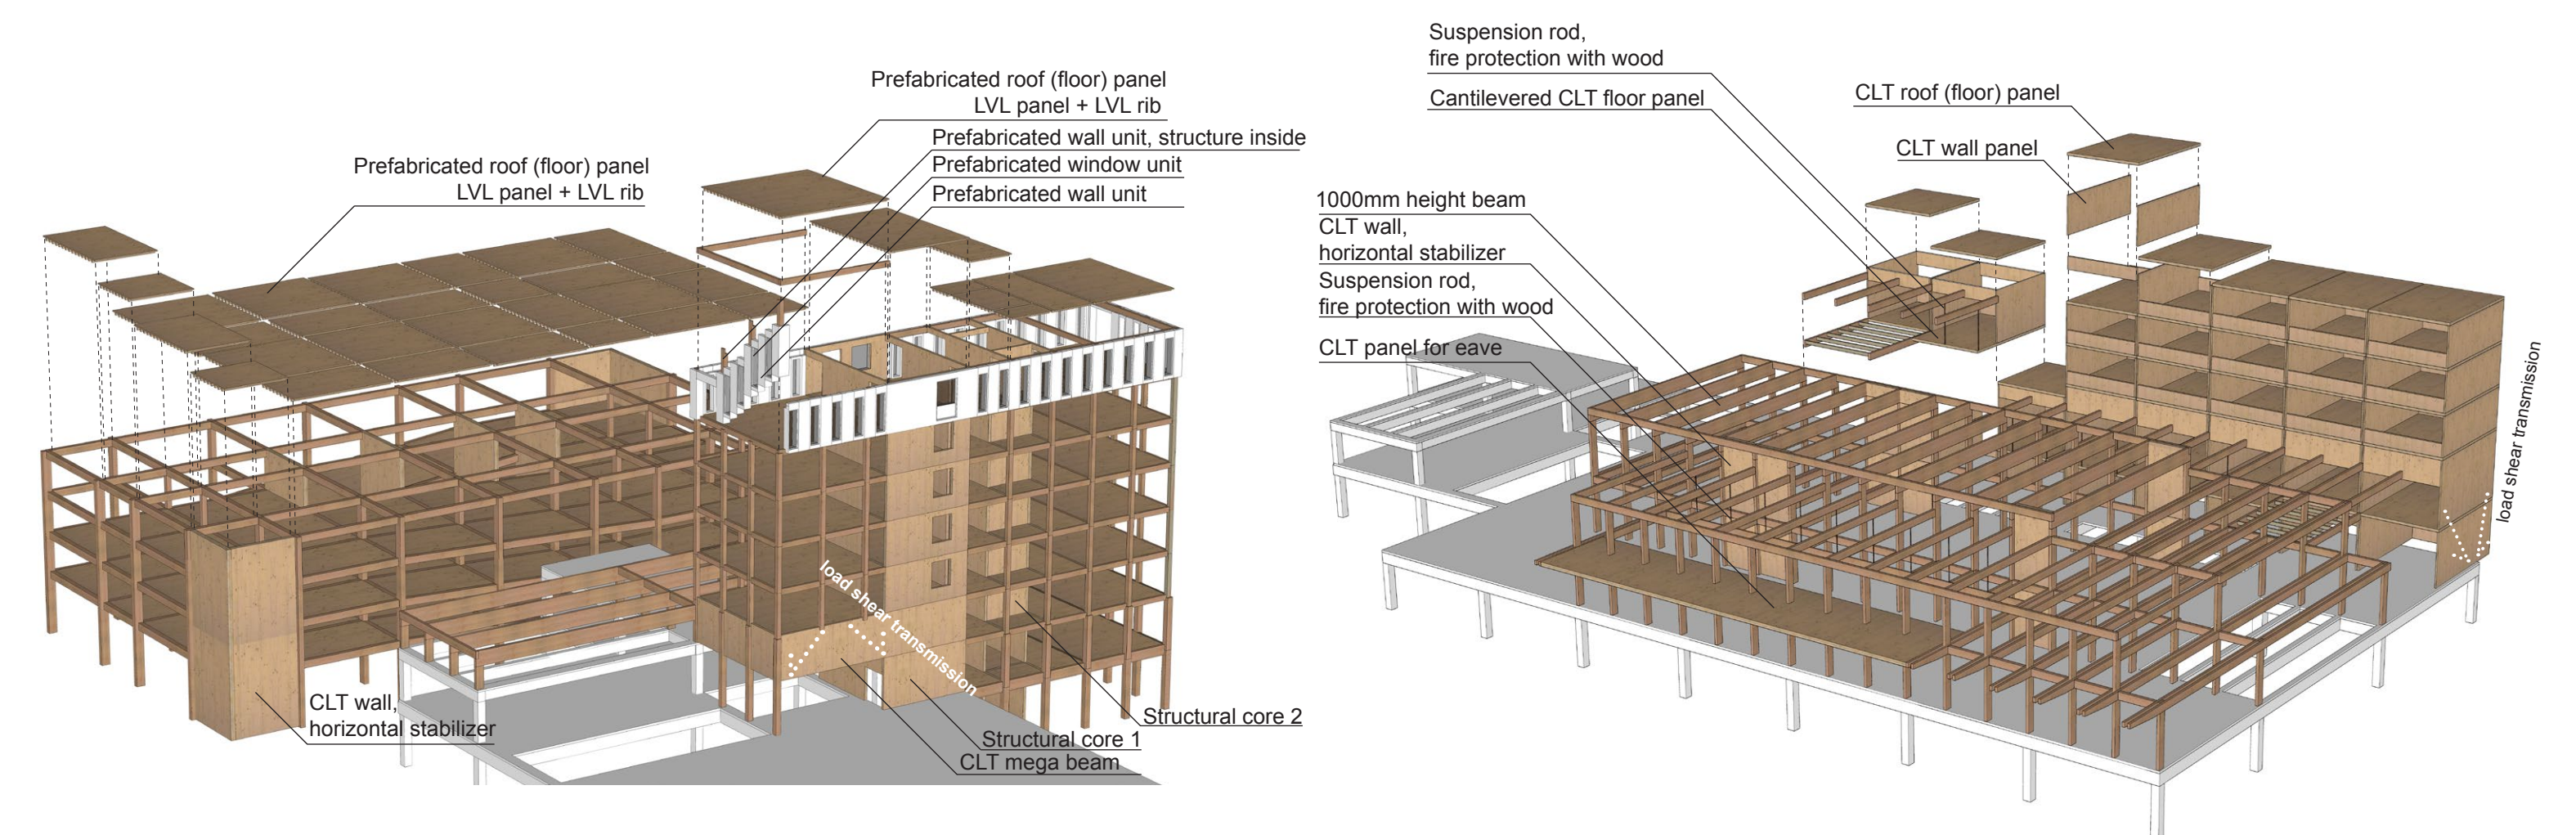 Prefabricated roof (floor) panel
LVL panel + LVL rib
Prefabricated wall unit, structure inside
Prefabricated window unit
Prefabricated wall unit
Prefabricated roof (floor) panel
LVL panel + LVL rib
load shear transmission
CLT wall,
horizontal stabilizer
Structural core 2
Structural core 1
CLT mega beam
Suspension rod,
fire protection with wood
Cantilevered CLT floor panel
CLT roof (floor) panel
CLT wall panel
1000mm height beam
CLT wall,
horizontal stabilizer
Suspension rod,
fire protection with wood
CLT panel for eave
load shear transmission